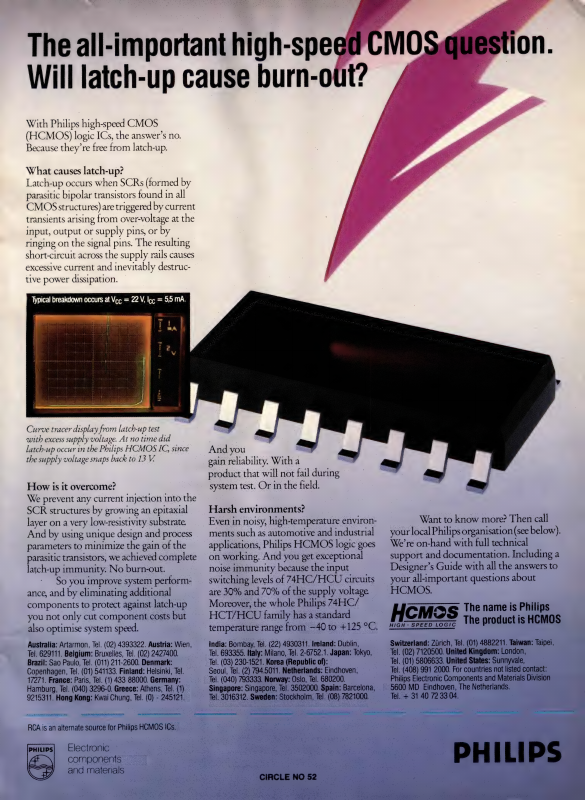 The all-important high-speed CMOS question.
Will latch-up cause burn-out?
With Philips high-speed CMOS
(HCMOS) logic ICs, the answer's no.
Because they're free from latch-up.
What causes latch-up?
Latch-up occurs when SCRs (formed by
parasitic bipolar transistors found in all
CMOS structures) are triggered by current
transients arising from over-voltage at the
input, output or supply pins, or by
ringing on the signal pins. The resulting
short-circuit across the supply rails causes
excessive current and inevitably destruc-
tive power dissipation.
Typical breakdown occurs at VCC = 22 V, ICC = 5,5 mA.
Curve tracer display from latch-up test
with excess supply voltage. At no time did
latch-up occur in the Philips HCMOS IC, since
the supply voltage snaps back to 13 V.
How is it overcome?
We prevent any current injection into the
SCR structures by growing an epitaxial
layer on a very low-resistivity substrate.
And by using unique design and process
parameters to minimize the gain of the
parasitic transistors, we achieved complete
latch-up immunity. No burn-out.
So you improve system perform-
ance, and by eliminating additional
components to protect against latch-up
you not only cut component costs but
also optimise system speed.
And you
gain reliability. With a
product that will not fail during
system test. Or in the field.
Harsh environments?
Even in noisy, high-temperature environ-
ments such as automotive and industrial
applications, Philips HCMOS logic goes
on working. And you get exceptional
noise immunity because the input
switching levels of 74HC/HCU circuits
are 30% and 70% of the supply voltage.
Moreover, the whole Philips 74HC/
HCT/HCU family has a standard
temperature range from −40 to +125 °C.
Want to know more? Then call
your local Philips organisation (see below).
We're on-hand with full technical
support and documentation. Including a
Designer's Guide with all the answers to
your all-important questions about
HCMOS.
HCMOS
HIGH - SPEED LOGIC
The name is Philips
The product is HCMOS
Australia: Artarmon, Tel. (02) 4393322. Austria: Wien,
Tel. 629111. Belgium: Bruxelles, Tel. (02) 2427400.
Brazil: Sao Paulo, Tel. (011) 211-2600. Denmark:
Copenhagen, Tel. (01) 541133. Finland: Helsinki, Tel.
17271. France: Paris, Tel. (1) 433 88000. Germany:
Hamburg, Tel. (040) 3296-0. Greece: Athens, Tel. (1)
9215311. Hong Kong: Kwai Chung, Tel. (0) - 245121.
India: Bombay, Tel. (22) 4930311. Ireland: Dublin,
Tel. 693355. Italy: Milano, Tel. 2-6752.1. Japan: Tokyo,
Tel. (03) 230-1521. Korea (Republic of):
Seoul, Tel. (2) 794.5011. Netherlands: Eindhoven,
Tel. (040) 793333. Norway: Oslo, Tel. 680200.
Singapore: Singapore, Tel. 3502000. Spain: Barcelona,
Tel. 3016312. Sweden: Stockholm, Tel. (08) 7821000.
Switzerland: Zürich, Tel. (01) 4882211. Taiwan: Taipei,
Tel. (02) 7120500. United Kingdom: London,
Tel. (01) 5806633. United States: Sunnyvale,
Tel. (408) 991 2000. For countries not listed contact:
Philips Electronic Components and Materials Division
5600 MD Eindhoven, The Netherlands.
Tel. + 31 40 72 33 04.
RCA is an alternate source for Philips HCMOS ICs.
PHILIPS
Electronic
components
and materials
CIRCLE NO 52
PHILIPS